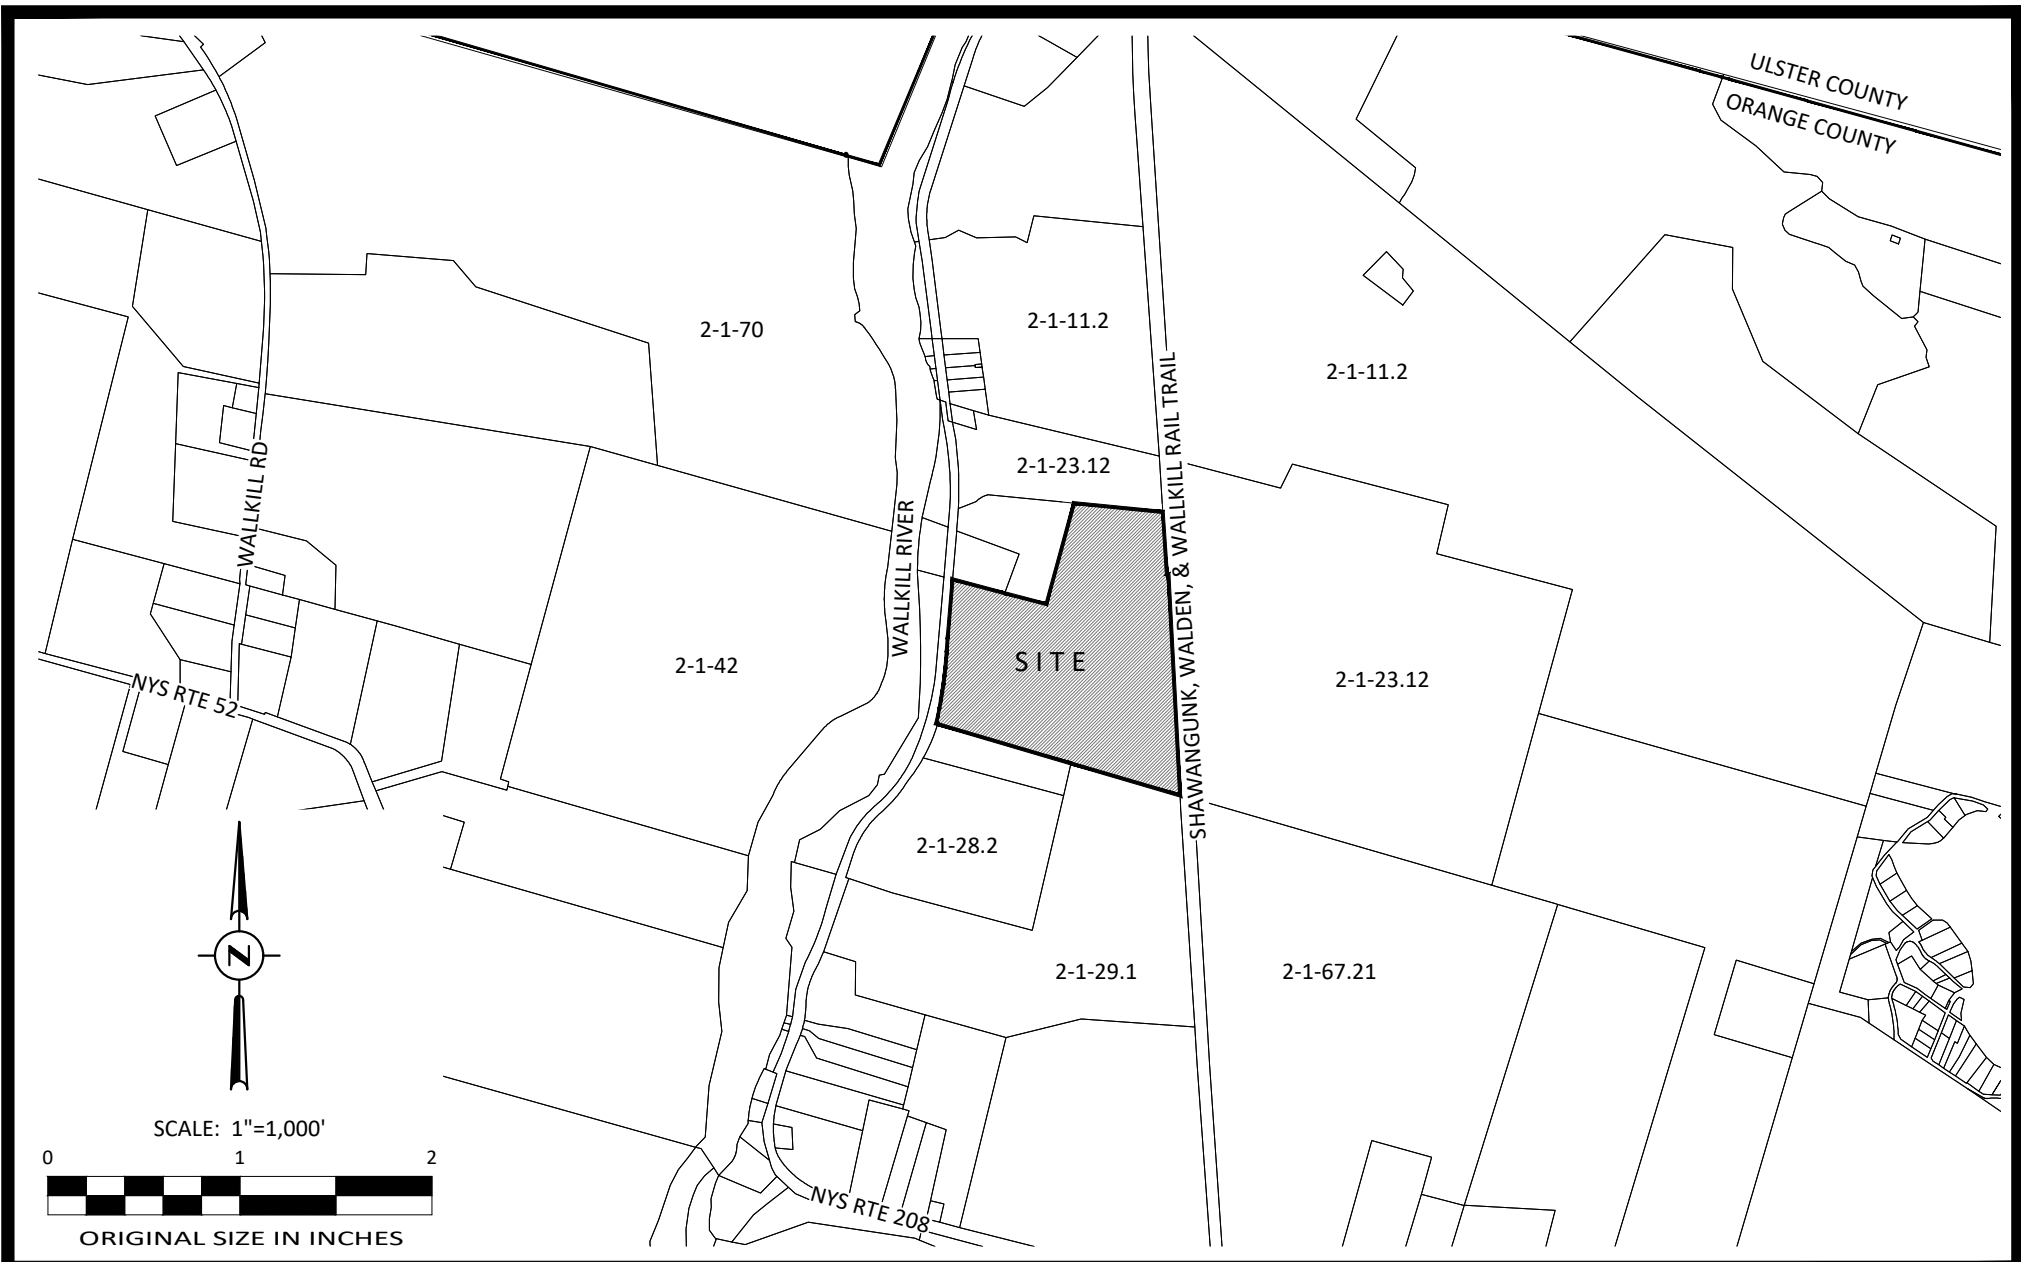 ULSTER COUNTY
ORANGE COUNTY
2-1-70
2-1-11.2
2-1-11.2
2-1-23.12
WALLKILL RD
WALLKILL RIVER
SHAWANGUNK, WALDEN, & WALLKILL RAIL TRAIL
2-1-42
SITE
2-1-23.12
NYS RTE 52
2-1-28.2
2-1-29.1
2-1-67.21
N
SCALE: 1"=1,000'
0 1 2
ORIGINAL SIZE IN INCHES
NYS RTE 208